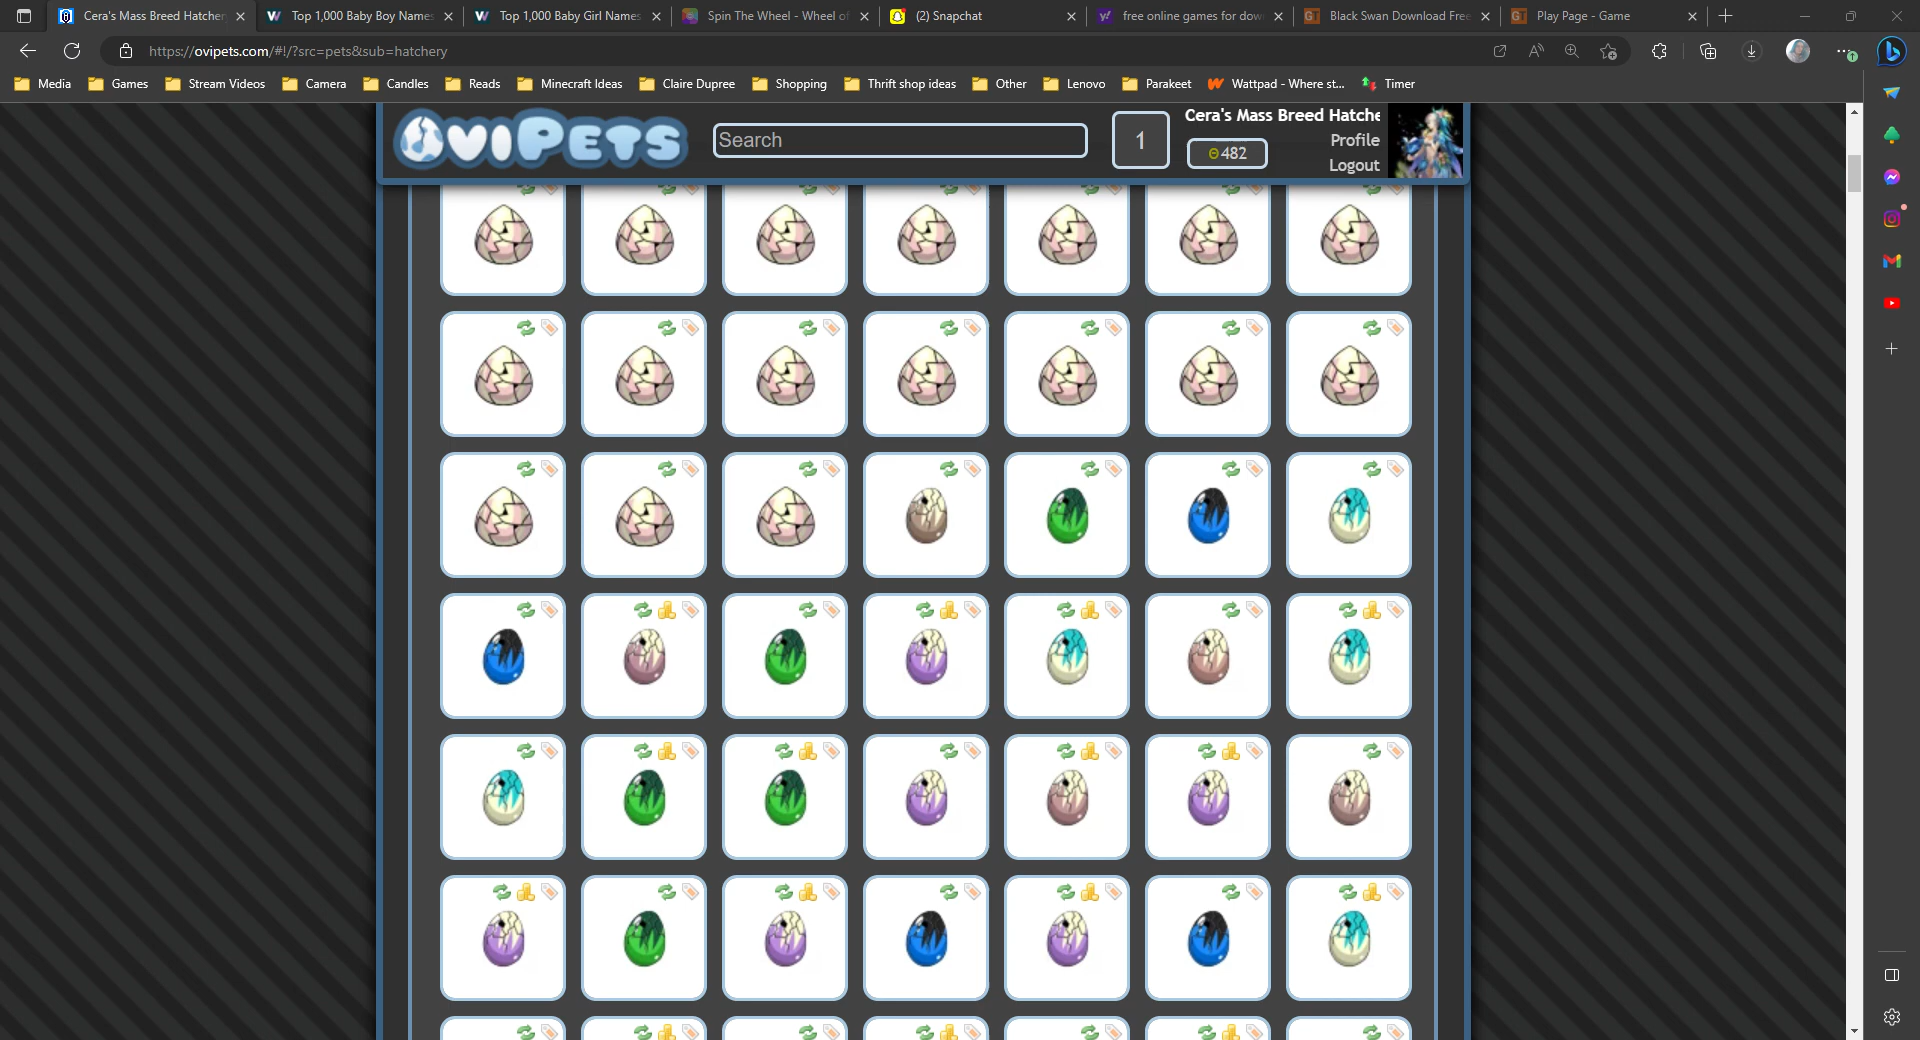 Cera's Mass Breed Hatcher
Top 1,000 Baby Boy Names
Top 1,000 Baby Girl Names
Spin The Wheel - Wheel of
(2) Snapchat
free online games for dow
Black Swan Download Free
Play Page - Game
https://ovipets.com/#!/?src=pets&sub=hatchery
Media
Games
Stream Videos
Camera
Candles
Reads
Minecraft Ideas
Claire Dupree
Shopping
Thrift shop ideas
Other
Lenovo
Parakeet
Wattpad - Where st...
Timer
OviPets
Search
1
Cera's Mass Breed Hatche
482
Profile
Logout